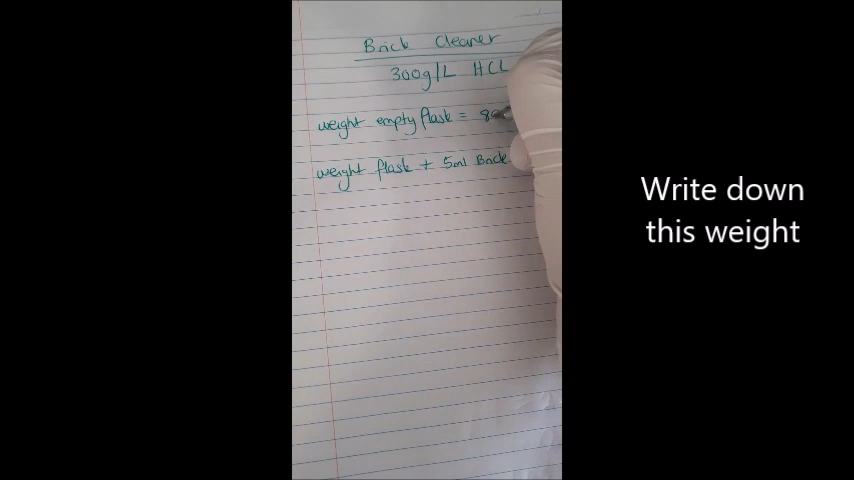 Brick Cleaner
300g/L HCL
weight empty flask =
weight flask + 5ml Brick
Write down
this weight